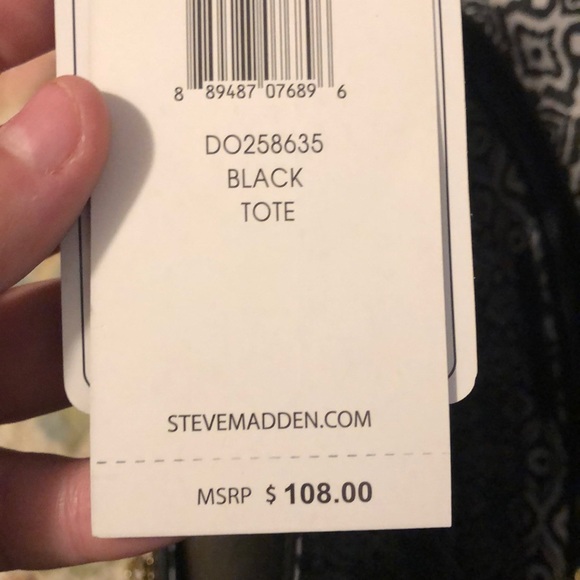 8 89487 07689 6
DO258635
BLACK
TOTE
STEVEMADDEN.COM
MSRP $ 108.00